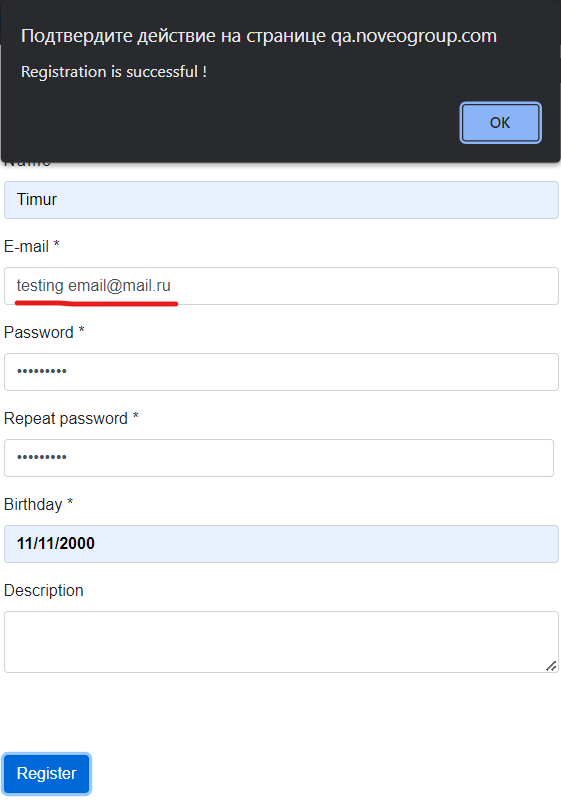 Подтвердите действие на странице qa.noveogroup.com
Registration is successful !
OK
Name
Timur
E-mail *
testing email@mail.ru
Password *
•••••••••
Repeat password *
•••••••••
Birthday *
11/11/2000
Description
Register